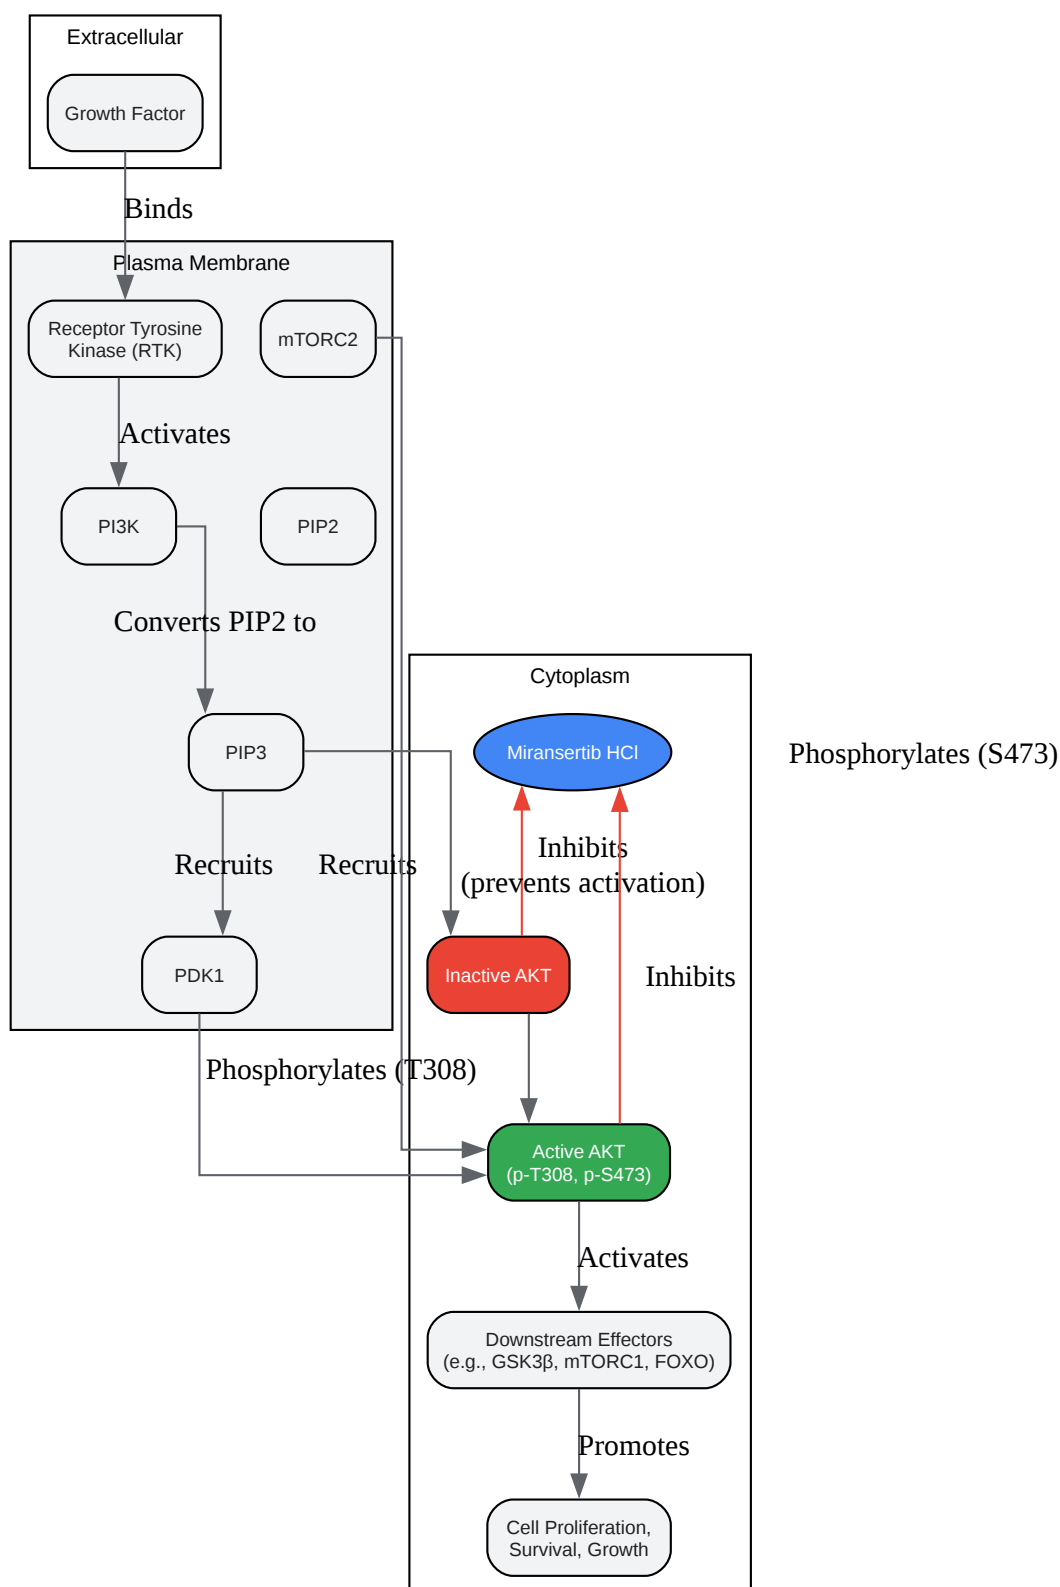 Extracellular
Growth Factor
Binds
Plasma Membrane
Receptor Tyrosine
Kinase (RTK)
mTORC2
Activates
PI3K
PIP2
Converts PIP2 to
Cytoplasm
PIP3
Miransertib HCl
Phosphorylates (S473)
Recruits
Recruits
Inhibits
(prevents activation)
PDK1
Inactive AKT
Inhibits
Phosphorylates (T308)
Active AKT
(p-T308, p-S473)
Activates
Downstream Effectors
(e.g., GSK3β, mTORC1, FOXO)
Promotes
Cell Proliferation,
Survival, Growth